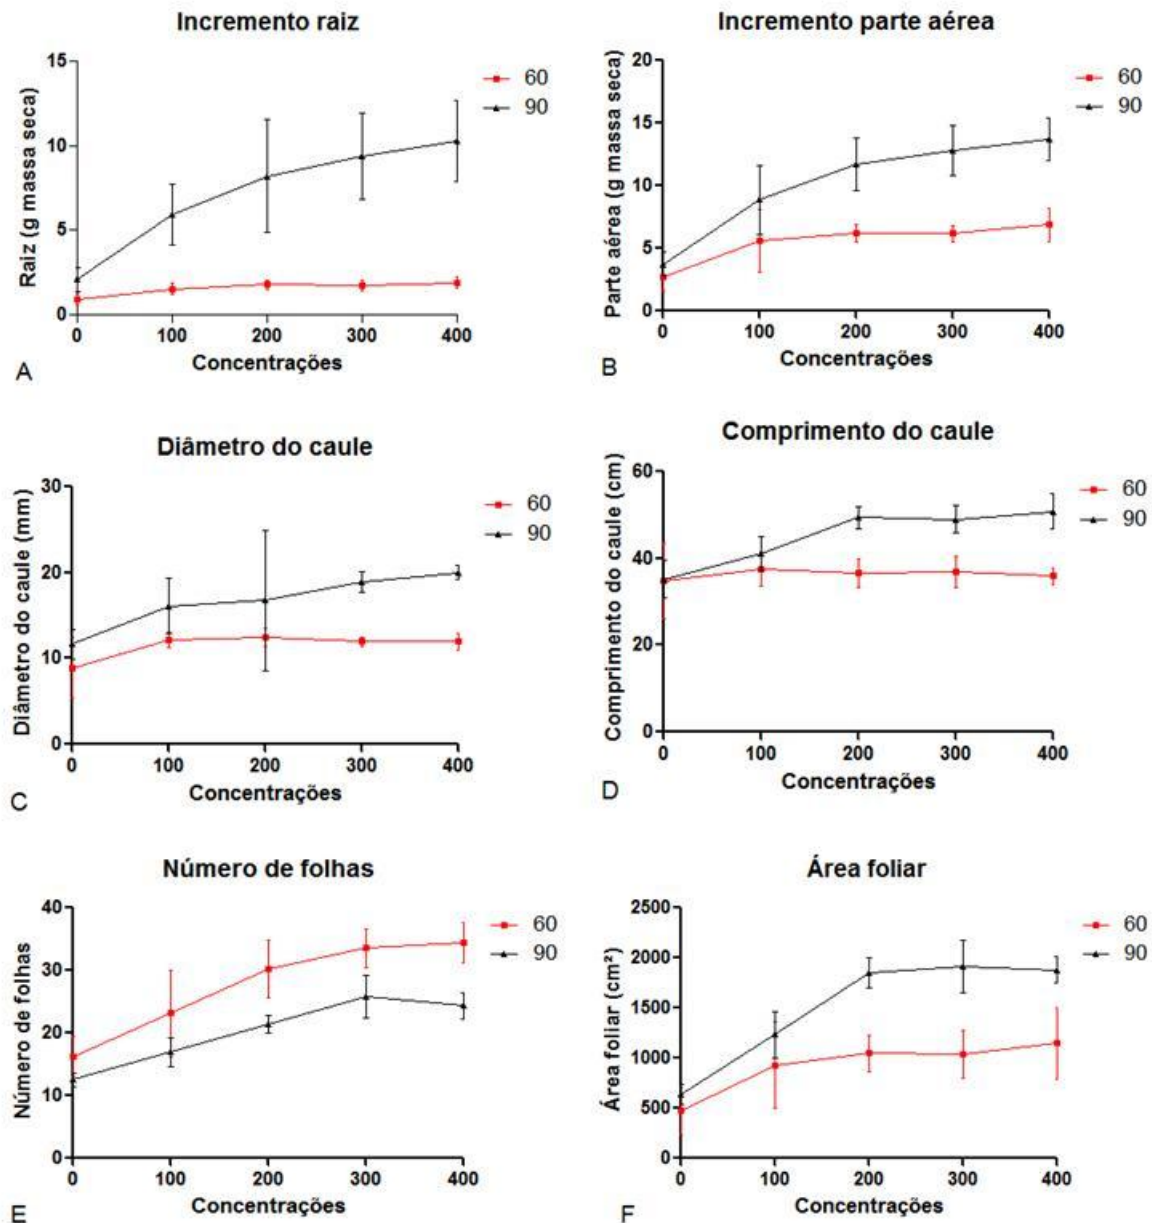 Incremento raiz
15
10
5
0
Raiz (g massa seca)
0 100 200 300 400
Concentrações
60
90
A
Incremento parte aérea
20
15
10
5
0
Parte aérea (g massa seca)
0 100 200 300 400
Concentrações
60
90
B
Diâmetro do caule
30
20
10
0
Diâmetro do caule (mm)
0 100 200 300 400
Concentrações
60
90
C
Comprimento do caule
60
40
20
0
Comprimento do caule (cm)
0 100 200 300 400
Concentrações
60
90
D
Número de folhas
40
30
20
10
0
Número de folhas
0 100 200 300 400
Concentrações
60
90
E
Área foliar
2500
2000
1500
1000
500
0
Área foliar (cm²)
0 100 200 300 400
Concentrações
60
90
F